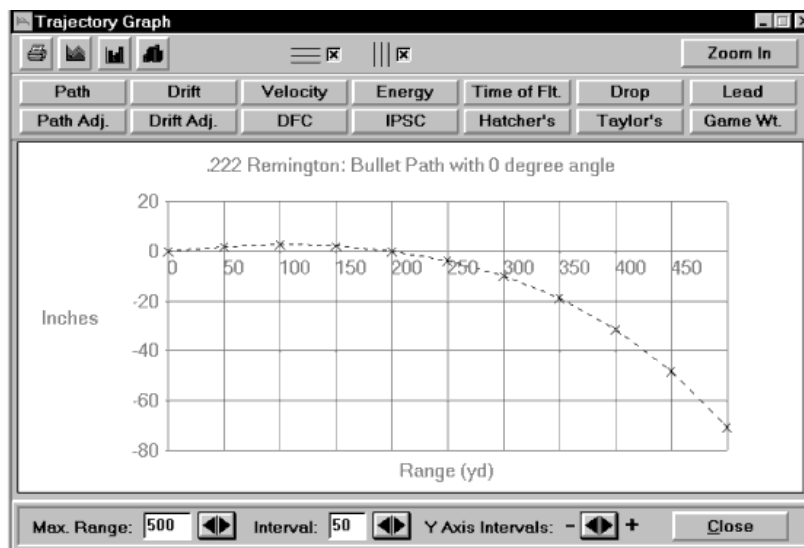 Trajectory Graph
Zoom In
Path Drift Velocity Energy Time of Flt. Drop Lead
Path Adj. Drift Adj. DFC IPSC Hatcher's Taylor's Game Wt.
.222 Remington: Bullet Path with 0 degree angle
20
0
0 50 100 150 200 250 300 350 400 450
-20
Inches
-40
-60
-80
Range (yd)
Max. Range: 500 Interval: 50 Y Axis Intervals: - + Close